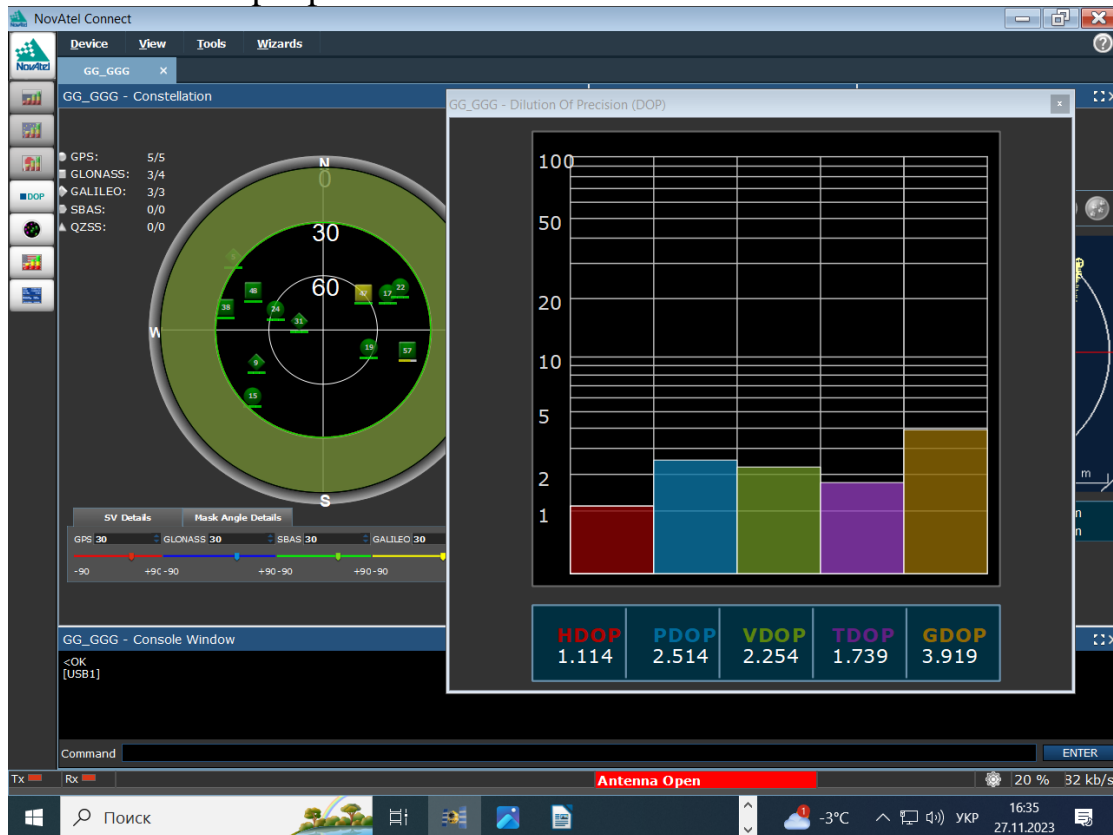 NovAtel Connect
Device View Tools Wizards
NovAtel
GG_GGG ×
GG_GGG - Constellation
GPS: 5/5
GLONASS: 3/4
GALILEO: 3/3
SBAS: 0/0
QZSS: 0/0
DOP
N
0
30
60
W
S
48
38
24
31
47
17
22
19
57
9
15
SV Details Mask Angle Details
GPS 30 GLONASS 30 SBAS 30 GALILEO 30
-90 +90 -90 +90 -90 +90 -90
GG_GGG - Dilution Of Precision (DOP)
100
50
20
10
5
2
1
HDOP PDOP VDOP TDOP GDOP
1.114 2.514 2.254 1.739 3.919
m
GG_GGG - Console Window
<OK
[USB1]
Command ENTER
Tx Rx Antenna Open 20 % 32 kb/s
Поиск 1 -3°C УКР 16:35
27.11.2023